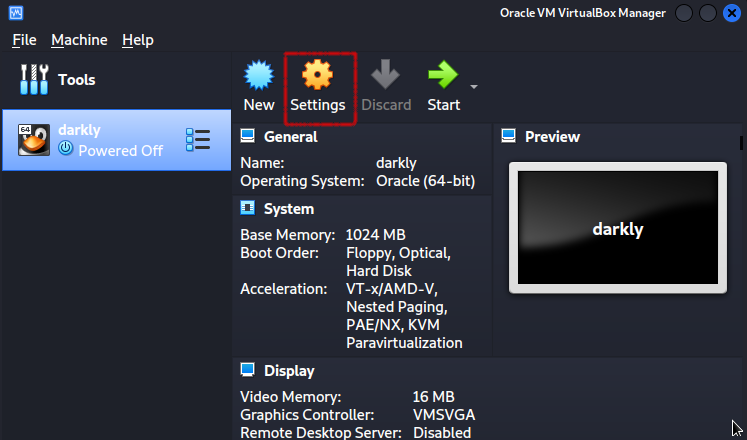 Oracle VM VirtualBox Manager
File Machine Help
Tools
New Settings Discard Start
64
darkly
Powered Off
General
Name: darkly
Operating System: Oracle (64-bit)
System
Base Memory: 1024 MB
Boot Order: Floppy, Optical,
Hard Disk
Acceleration: VT-x/AMD-V,
Nested Paging,
PAE/NX, KVM
Paravirtualization
Preview
darkly
Display
Video Memory: 16 MB
Graphics Controller: VMSVGA
Remote Desktop Server: Disabled